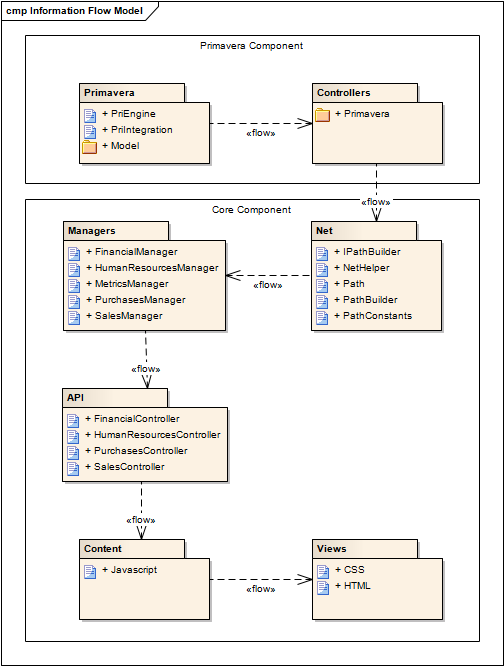 cmp Information Flow Model
Primavera Component
Primavera
+ PriEngine
+ PriIntegration
+ Model
«flow»
Controllers
+ Primavera
«flow»
Core Component
Managers
+ FinancialManager
+ HumanResourcesManager
+ MetricsManager
+ PurchasesManager
+ SalesManager
«flow»
Net
+ IPathBuilder
+ NetHelper
+ Path
+ PathBuilder
+ PathConstants
«flow»
API
+ FinancialController
+ HumanResourcesController
+ PurchasesController
+ SalesController
«flow»
Content
+ Javascript
«flow»
Views
+ CSS
+ HTML